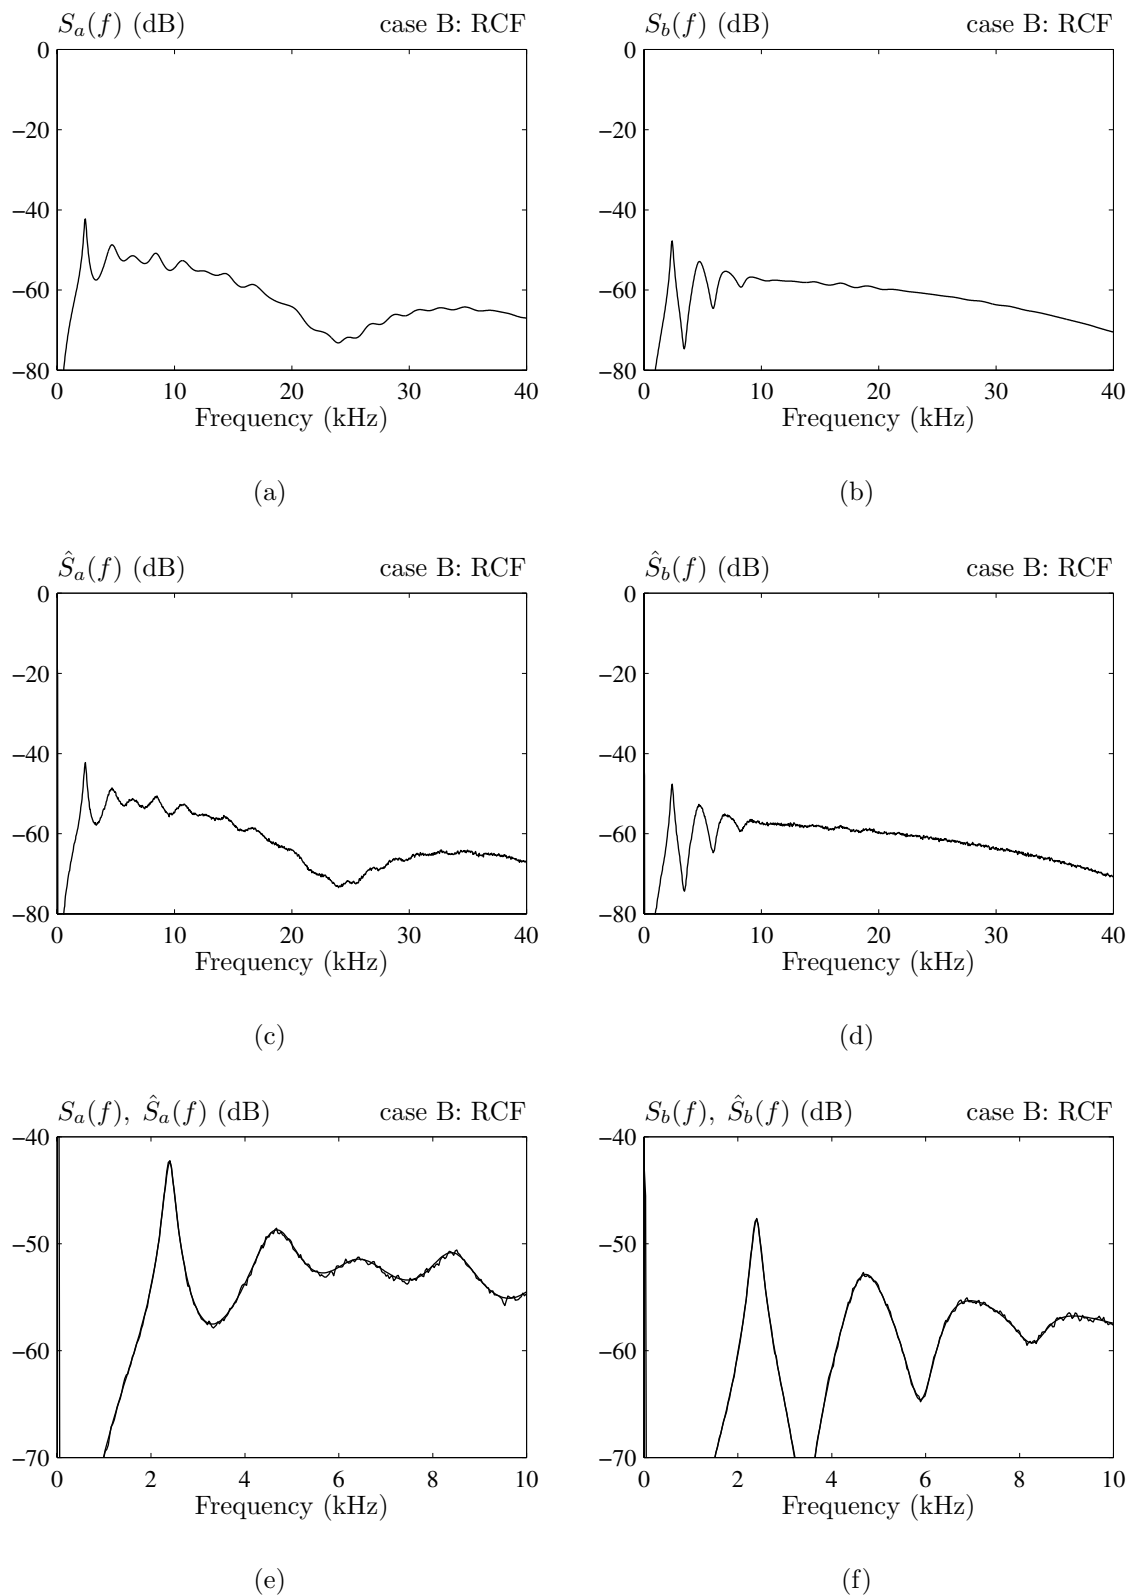 S_a(f) (dB) case B: RCF
0
−20
−40
−60
−80
0 10 20 30 40
Frequency (kHz)
(a)
S_b(f) (dB) case B: RCF
0
−20
−40
−60
−80
0 10 20 30 40
Frequency (kHz)
(b)
Ŝ_a(f) (dB) case B: RCF
0
−20
−40
−60
−80
0 10 20 30 40
Frequency (kHz)
(c)
Ŝ_b(f) (dB) case B: RCF
0
−20
−40
−60
−80
0 10 20 30 40
Frequency (kHz)
(d)
S_a(f), Ŝ_a(f) (dB) case B: RCF
−40
−50
−60
−70
0 2 4 6 8 10
Frequency (kHz)
(e)
S_b(f), Ŝ_b(f) (dB) case B: RCF
−40
−50
−60
−70
0 2 4 6 8 10
Frequency (kHz)
(f)